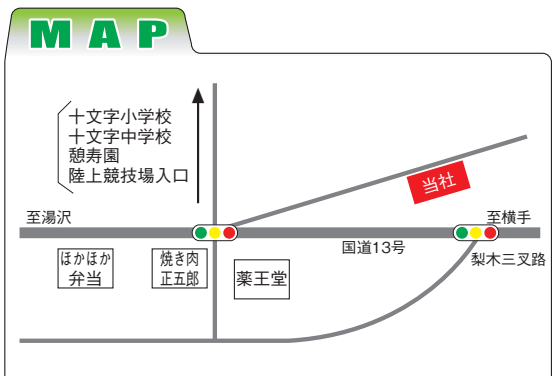 MAP
十文字小学校
十文字中学校
憩寿園
陸上競技場入口
当社
至湯沢
至横手
国道13号
梨木三叉路
ほかほか
弁当
焼き肉
正五郎
薬王堂